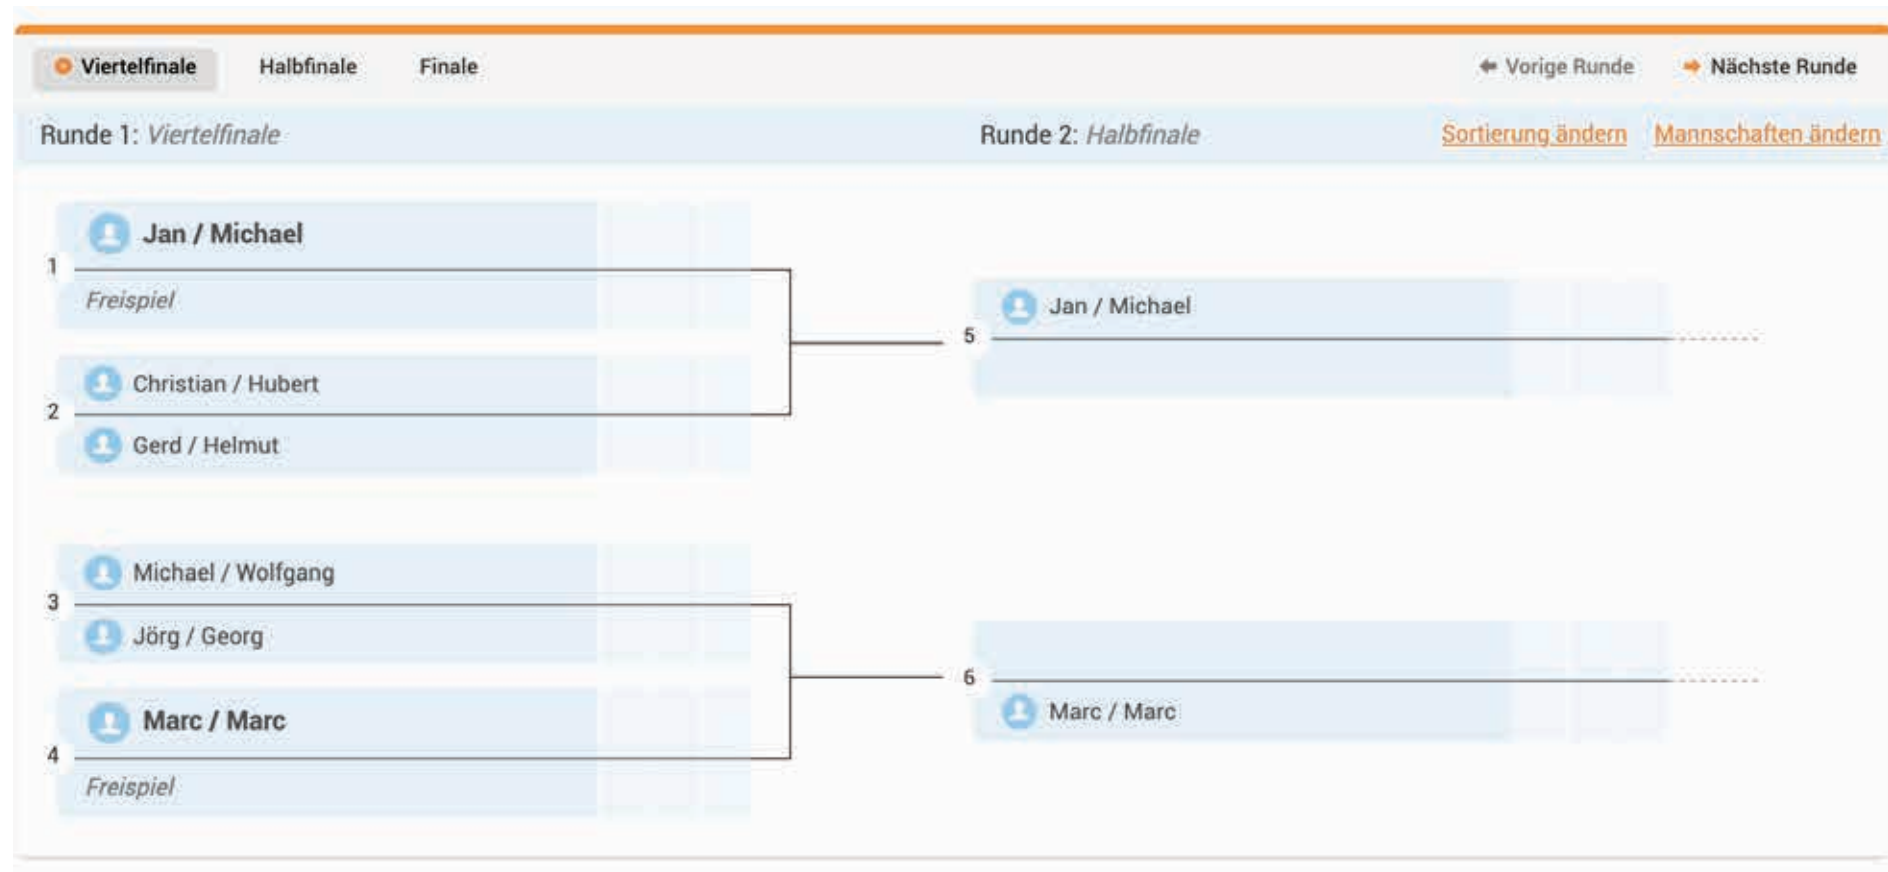 Viertelfinale Halbfinale Finale Vorige Runde Nächste Runde
Runde 1: Viertelfinale Runde 2: Halbfinale Sortierung ändern Mannschaften ändern
Jan / Michael
1
Freispiel
Christian / Hubert
2
Gerd / Helmut
Michael / Wolfgang
3
Jörg / Georg
Marc / Marc
4
Freispiel
Jan / Michael
5
6
Marc / Marc